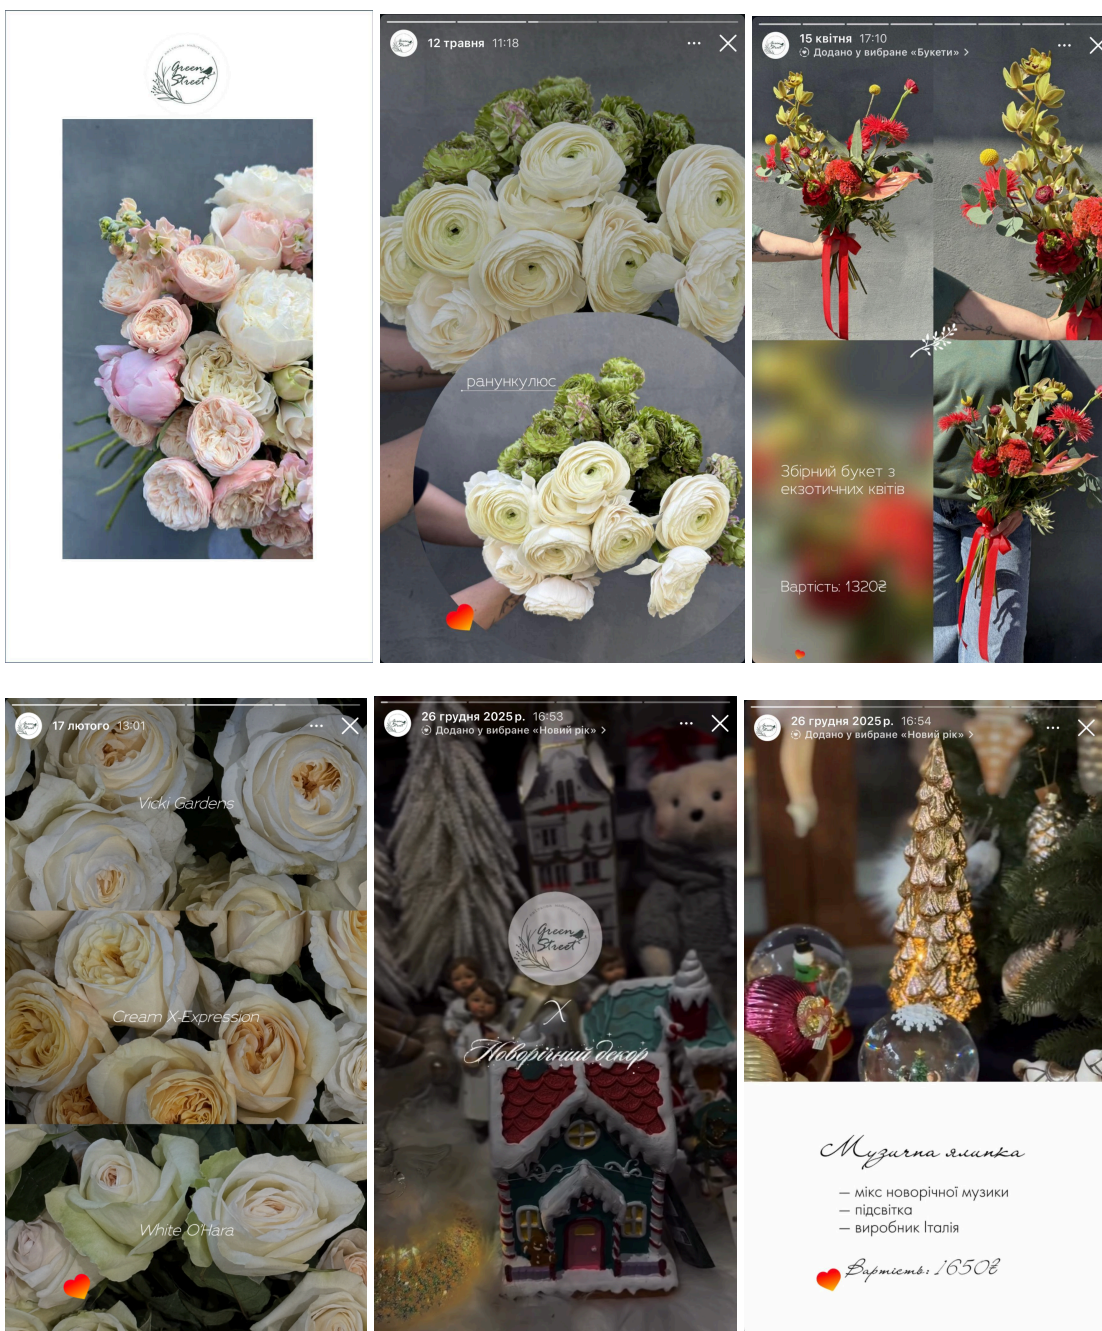 Green
Street
12 травня 11:18
ранункулюс
15 квітня 17:10
Додано у вибране «Букети» >
Збірний букет з
екзотичних квітів
Вартість: 1320₴
17 лютого 13:01
Vicki Gardens
Cream X-Expression
White O'Hara
26 грудня 2025 р. 16:53
Додано у вибране «Новий рік» >
Green
Street
X
Новорічний декор
26 грудня 2025 р. 16:54
Додано у вибране «Новий рік» >
Музична ялинка
— мікс новорічної музики
— підсвітка
— виробник Італія
Вартість: 1650₴